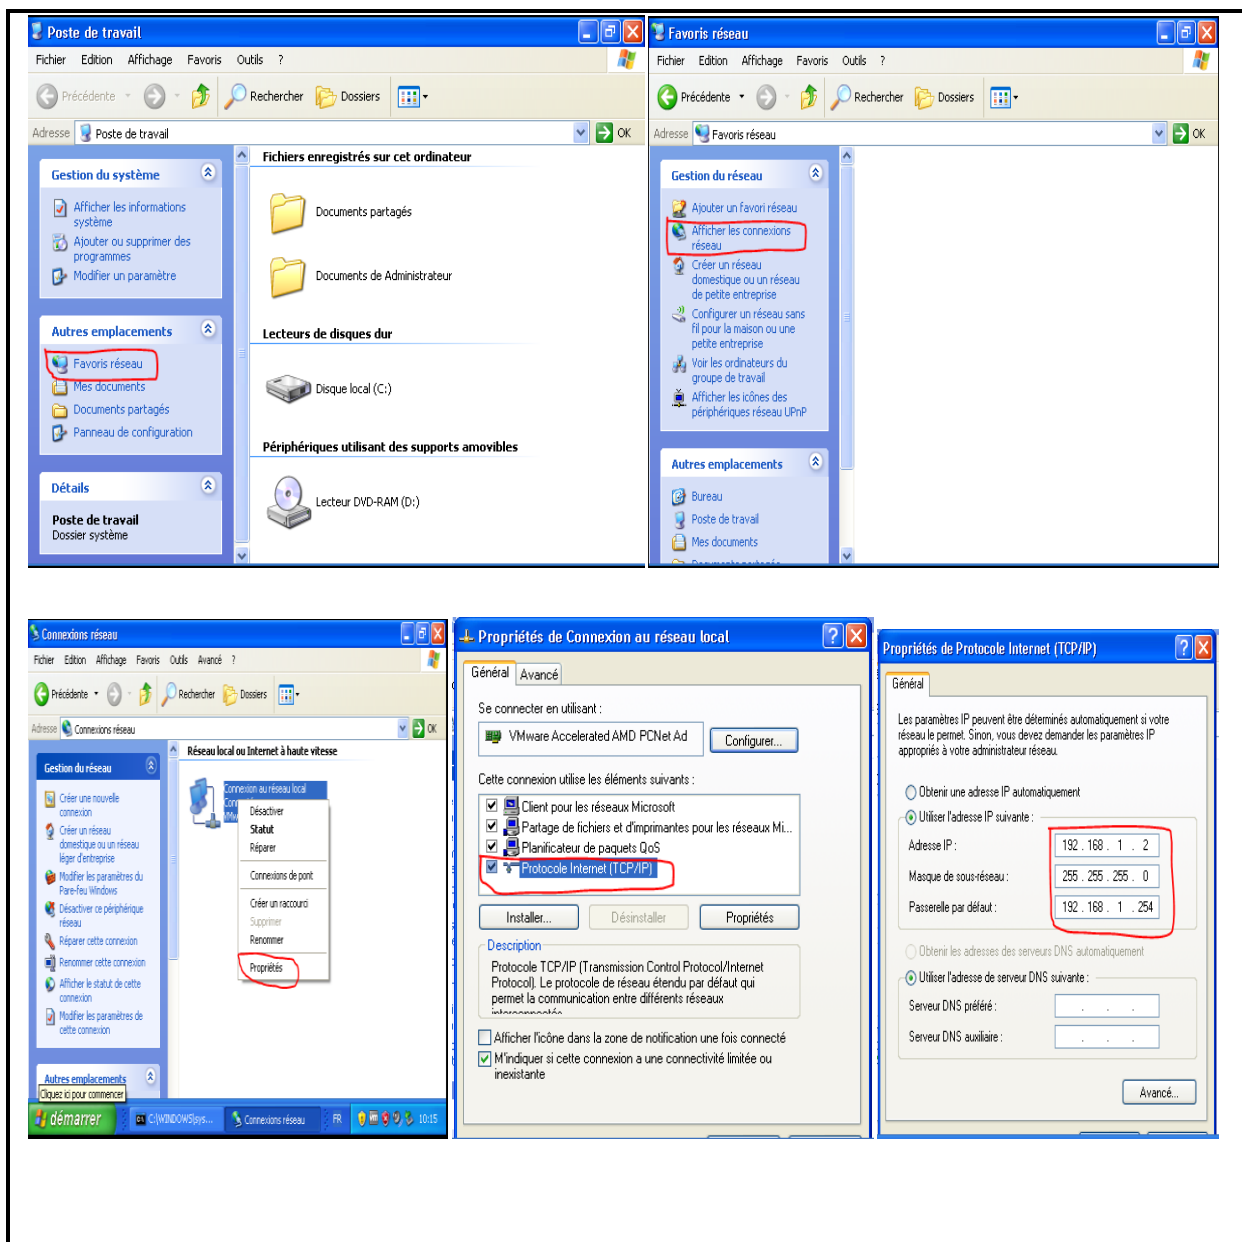 Poste de travail
Fichier Edition Affichage Favoris Outils ?
Précédente
Rechercher
Dossiers
Adresse
Poste de travail
OK
Gestion du système
Afficher les informations
système
Ajouter ou supprimer des
programmes
Modifier un paramètre
Autres emplacements
Favoris réseau
Mes documents
Documents partagés
Panneau de configuration
Détails
Poste de travail
Dossier système
Fichiers enregistrés sur cet ordinateur
Documents partagés
Documents de Administrateur
Lecteurs de disques dur
Disque local (C:)
Périphériques utilisant des supports amovibles
Lecteur DVD-RAM (D:)
Favoris réseau
Fichier Edition Affichage Favoris Outils ?
Précédente
Rechercher
Dossiers
Adresse
Favoris réseau
OK
Gestion du réseau
Ajouter un favori réseau
Afficher les connexions
réseau
Créer un réseau
domestique ou un réseau
de petite entreprise
Configurer un réseau sans
fil pour la maison ou une
petite entreprise
Voir les ordinateurs du
groupe de travail
Afficher les icônes des
périphériques réseau UPnP
Autres emplacements
Bureau
Poste de travail
Mes documents
Documents partagés
Connexions réseau
Fichier Edition Affichage Favoris Outils Avancé ?
Précédente
Rechercher
Dossiers
Adresse
Connexions réseau
OK
Gestion du réseau
Créer une nouvelle
connexion
Créer un réseau
domestique ou un réseau
léger d'entreprise
Modifier les paramètres du
Pare-feu Windows
Désactiver ce périphérique
réseau
Réparer cette connexion
Renommer cette connexion
Afficher le statut de cette
connexion
Modifier les paramètres de
cette connexion
Autres emplacements
Cliquez ici pour commencer
Réseau local ou Internet à haute vitesse
Connexion au réseau local
Désactiver
Statut
Réparer
Connexions de pont
Créer un raccourci
Supprimer
Renommer
Propriétés
démarrer
C:\WINDOWS\sys...
Connexions réseau
FR
10:15
Propriétés de Connexion au réseau local
Général
Avancé
Se connecter en utilisant :
VMware Accelerated AMD PCNet Ad
Configurer...
Cette connexion utilise les éléments suivants :
Client pour les réseaux Microsoft
Partage de fichiers et d'imprimantes pour les réseaux Mi...
Planificateur de paquets QoS
Protocole Internet (TCP/IP)
Installer...
Désinstaller
Propriétés
Description
Protocole TCP/IP (Transmission Control Protocol/Internet
Protocol). Le protocole de réseau étendu par défaut qui
permet la communication entre différents réseaux
interconnectés.
Afficher l'icône dans la zone de notification une fois connecté
M'indiquer si cette connexion a une connectivité limitée ou
inexistante
Propriétés de Protocole Internet (TCP/IP)
Général
Les paramètres IP peuvent être déterminés automatiquement si votre
réseau le permet. Sinon, vous devez demander les paramètres IP
appropriés à votre administrateur réseau.
Obtenir une adresse IP automatiquement
Utiliser l'adresse IP suivante :
Adresse IP :
192 . 168 . 1 . 2
Masque de sous-réseau :
255 . 255 . 255 . 0
Passerelle par défaut :
192 . 168 . 1 . 254
Obtenir les adresses des serveurs DNS automatiquement
Utiliser l'adresse de serveur DNS suivante :
Serveur DNS préféré :
Serveur DNS auxiliaire :
Avancé...